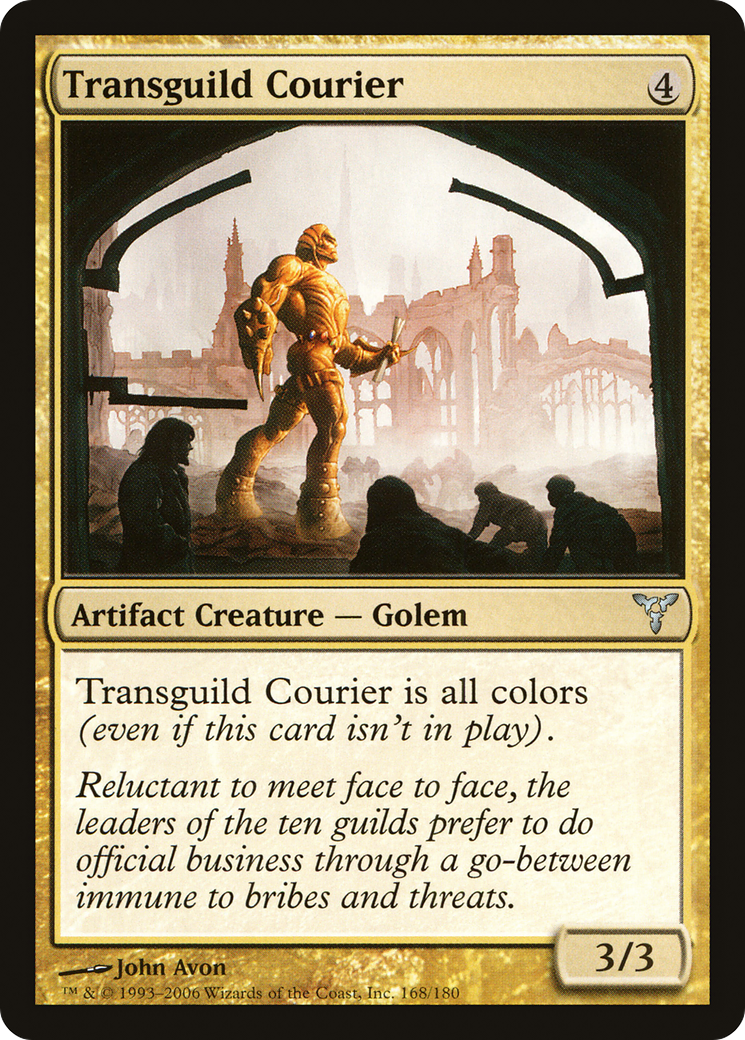 Transguild Courier 4
Artifact Creature — Golem
Transguild Courier is all colors
(even if this card isn't in play).
Reluctant to meet face to face, the
leaders of the ten guilds prefer to do
official business through a go-between
immune to bribes and threats.
3/3
John Avon
™ & © 1993–2006 Wizards of the Coast, Inc. 168/180